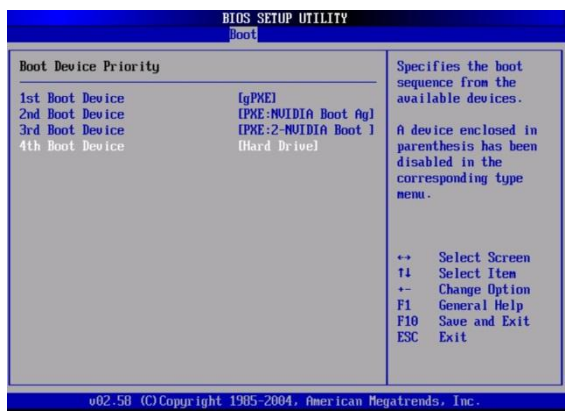 BIOS SETUP UTILITY
Boot
Boot Device Priority
1st Boot Device [gPXE]
2nd Boot Device [PXE:NVIDIA Boot Ag]
3rd Boot Device [PXE:2-NVIDIA Boot ]
4th Boot Device [Hard Drive]
Specifies the boot
sequence from the
available devices.
A device enclosed in
parenthesis has been
disabled in the
corresponding type
menu.
↔ Select Screen
↑↓ Select Item
+- Change Option
F1 General Help
F10 Save and Exit
ESC Exit
v02.58 (C)Copyright 1985-2004, American Megatrends, Inc.